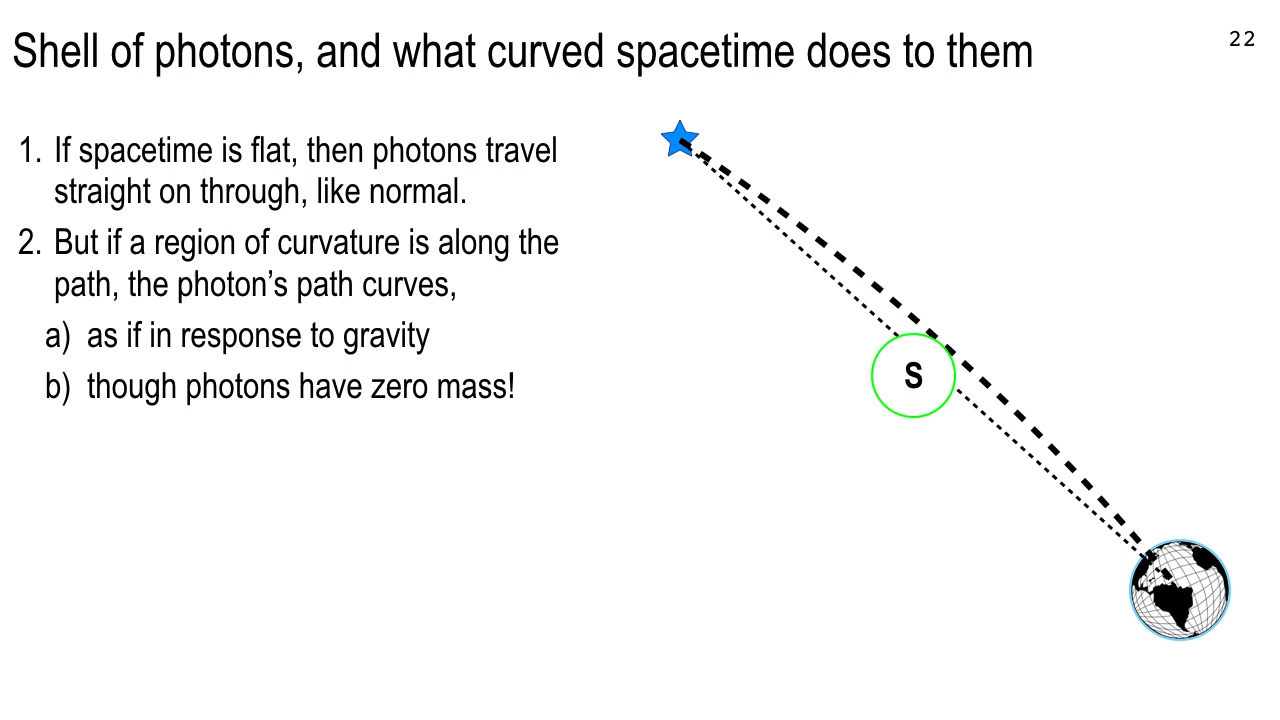 Shell of photons, and what curved spacetime does to them
22
1. If spacetime is flat, then photons travel
straight on through, like normal.
2. But if a region of curvature is along the
path, the photon’s path curves,
a) as if in response to gravity
b) though photons have zero mass!
S